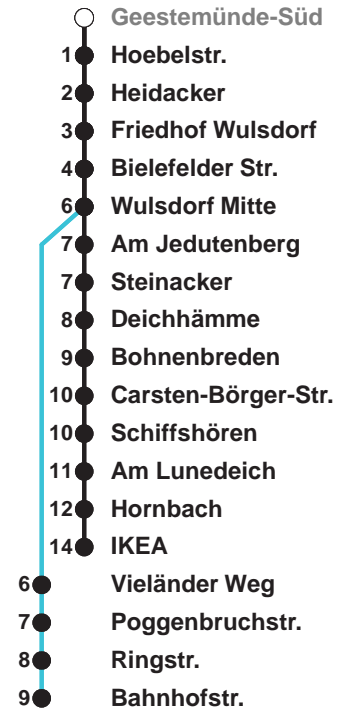 Geestemünde-Süd
1 Hoebelstr.
2 Heidacker
3 Friedhof Wulsdorf
4 Bielefelder Str.
6 Wulsdorf Mitte
7 Am Jedutenberg
7 Steinacker
8 Deichhämme
9 Bohnenbreden
10 Carsten-Börger-Str.
10 Schiffshören
11 Am Lunedeich
12 Hornbach
14 IKEA
6 Vieländer Weg
7 Poggenbruchstr.
8 Ringstr.
9 Bahnhofstr.